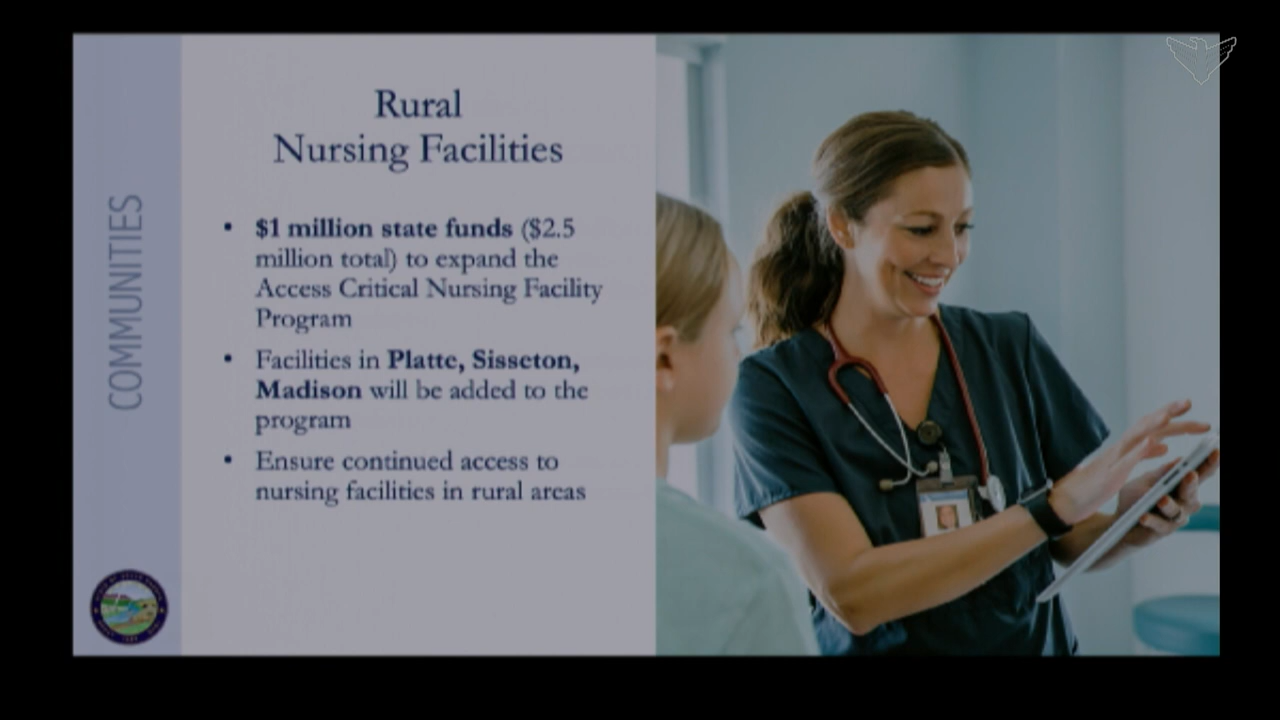 Rural
Nursing Facilities
COMMUNITIES
• $1 million state funds ($2.5
million total) to expand the
Access Critical Nursing Facility
Program
• Facilities in Platte, Sisseton,
Madison will be added to the
program
• Ensure continued access to
nursing facilities in rural areas